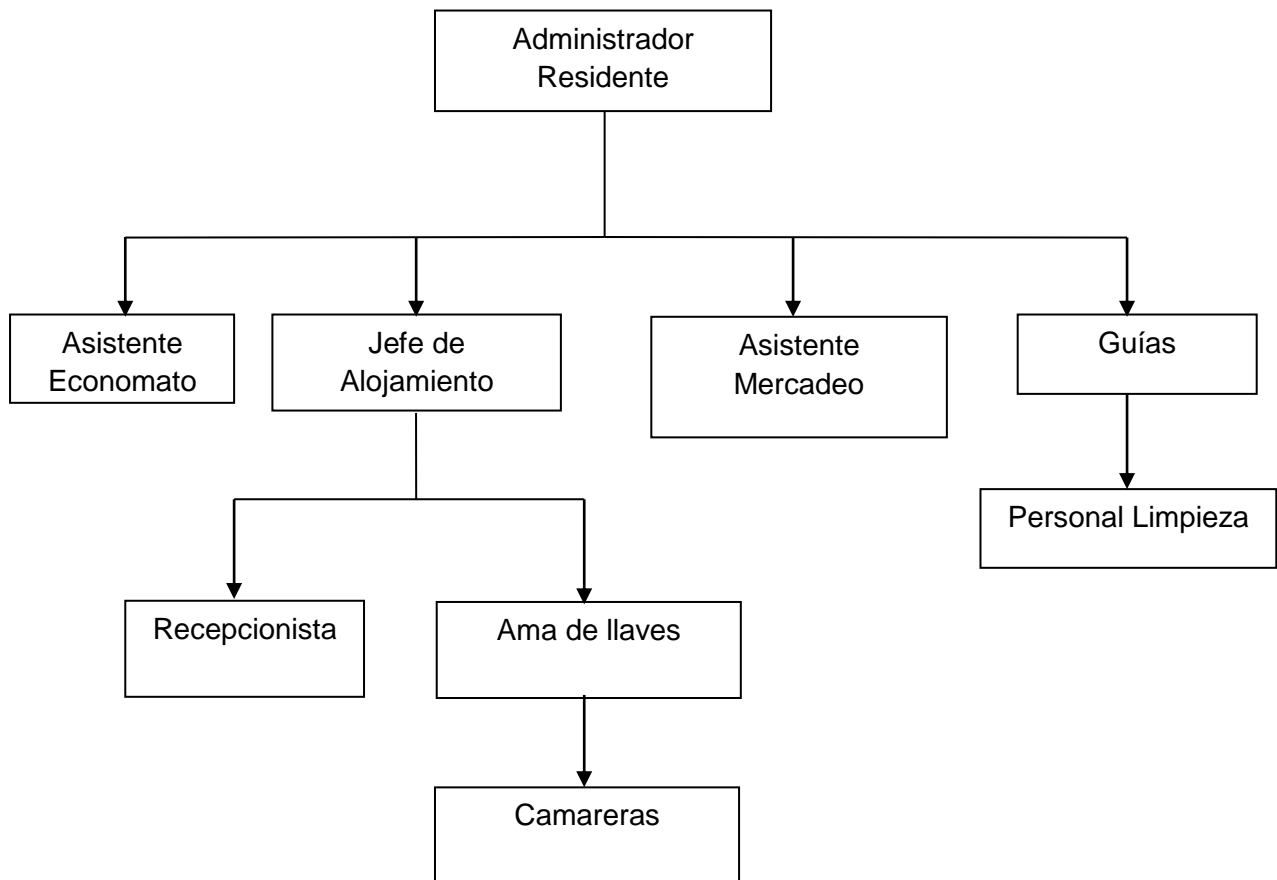 Administrador
Residente
Asistente
Economato
Jefe de
Alojamiento
Asistente
Mercadeo
Guías
Personal Limpieza
Recepcionista
Ama de llaves
Camareras